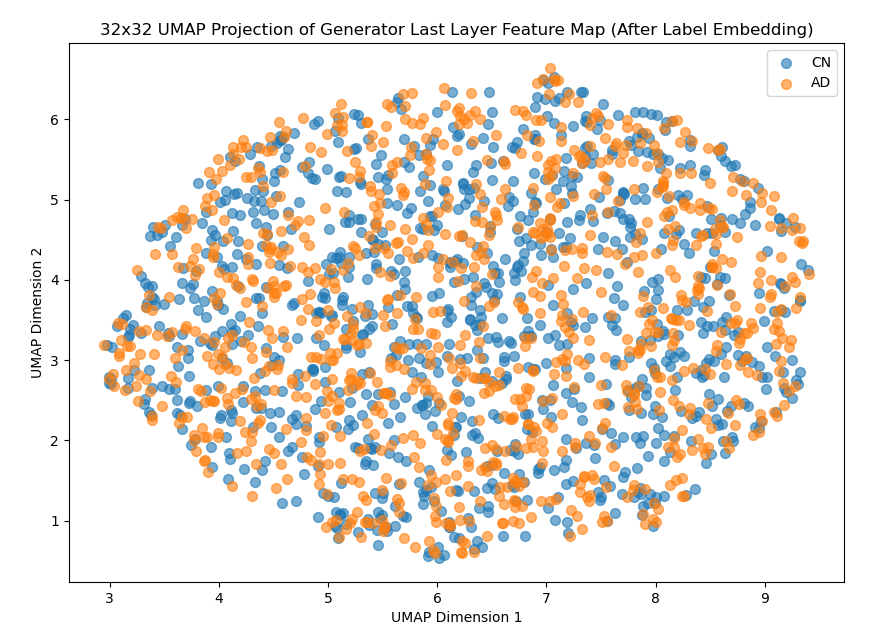 32x32 UMAP Projection of Generator Last Layer Feature Map (After Label Embedding)
CN
AD
6
5
4
3
2
1
UMAP Dimension 2
3 4 5 6 7 8 9
UMAP Dimension 1